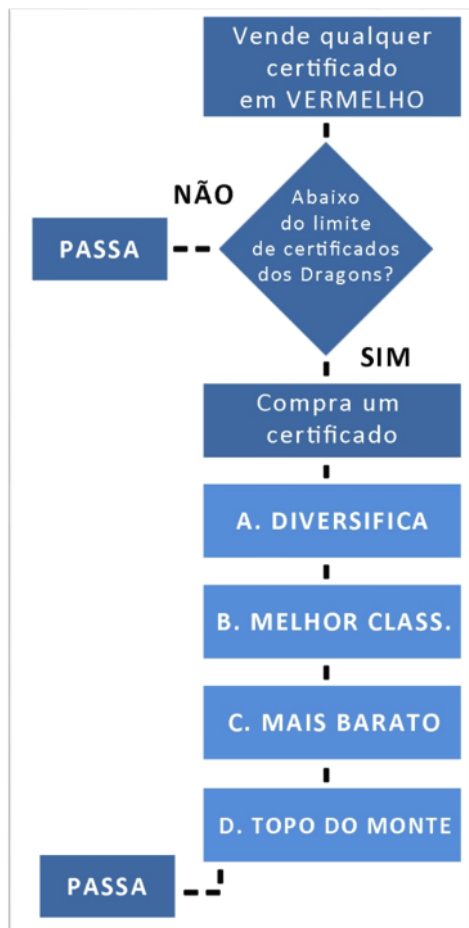 Vende qualquer
certificado
em VERMELHO
NÃO
Abaixo
do limite
de certificados
dos Dragons?
PASSA
SIM
Compra um
certificado
A. DIVERSIFICA
B. MELHOR CLASS.
C. MAIS BARATO
D. TOPO DO MONTE
PASSA